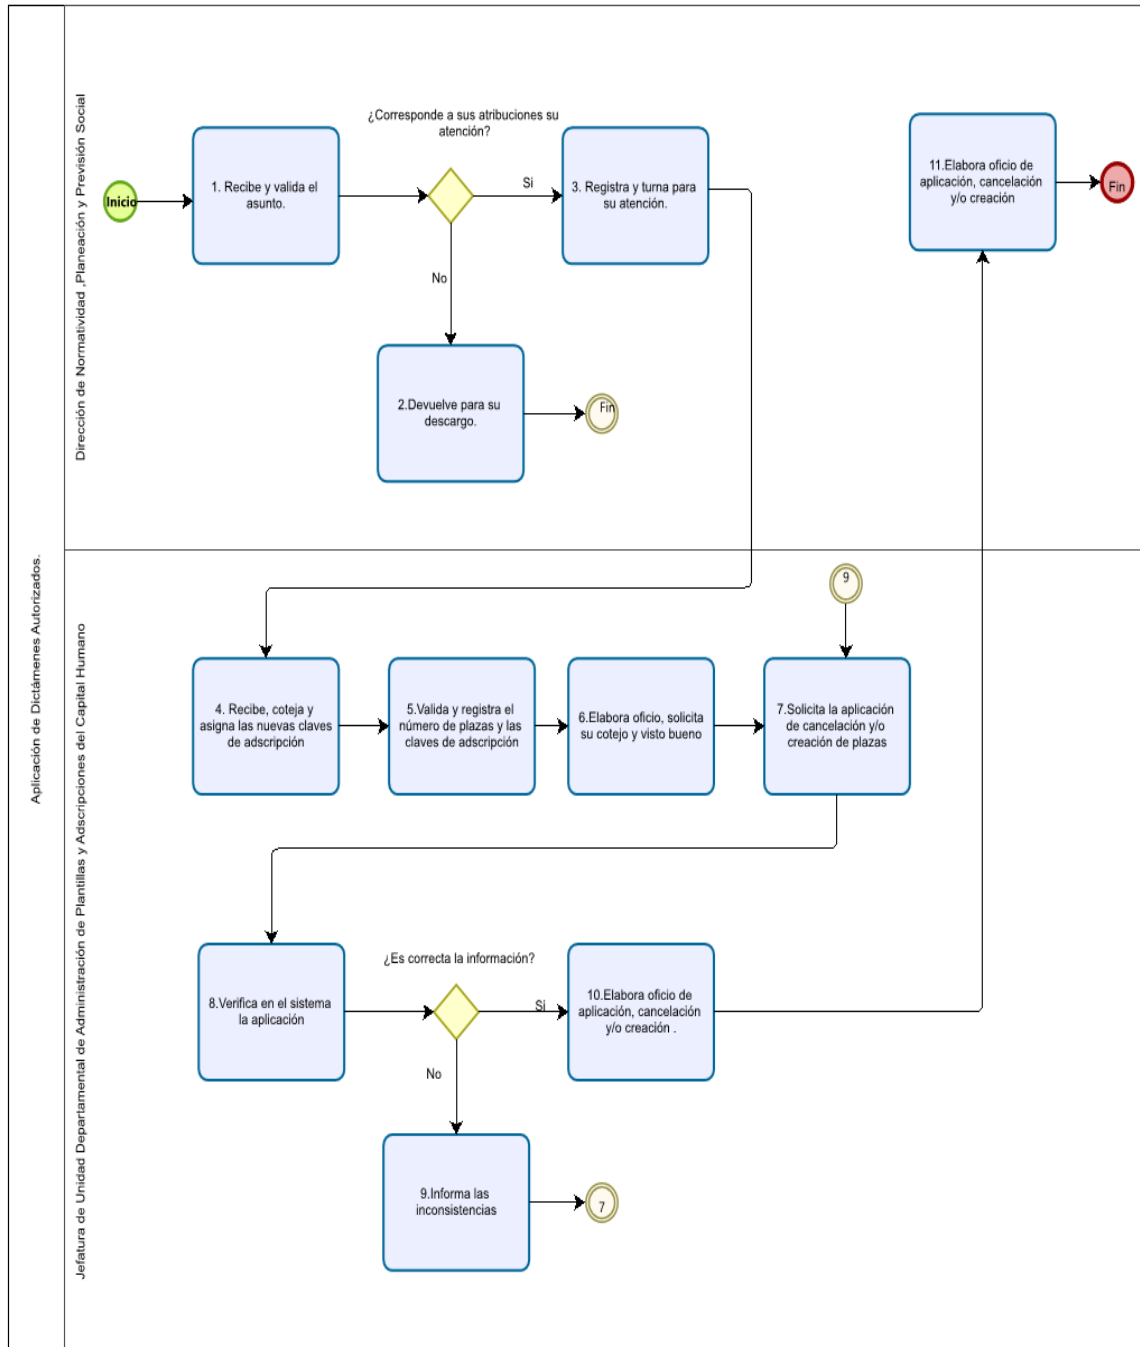 Aplicación de Dictámenes Autorizados.
Dirección de Normatividad ,Planeación y Previsión Social
Inicio
1. Recibe y valida el
asunto.
¿Corresponde a sus atribuciones su
atención?
Si
No
3. Registra y turna para
su atención.
2.Devuelve para su
descargo.
Fin
11.Elabora oficio de
aplicación, cancelación
y/o creación
Fin
Jefatura de Unidad Departamental de Administración de Plantillas y Adscripciones del Capital Humano
9
4. Recibe, coteja y
asigna las nuevas claves
de adscripción
5.Valida y registra el
número de plazas y las
claves de adscripción
6.Elabora oficio, solicita
su cotejo y visto bueno
7.Solicita la aplicación
de cancelación y/o
creación de plazas
8.Verifica en el sistema
la aplicación
¿Es correcta la información?
Si
No
10.Elabora oficio de
aplicación, cancelación
y/o creación .
9.Informa las
inconsistencias
7